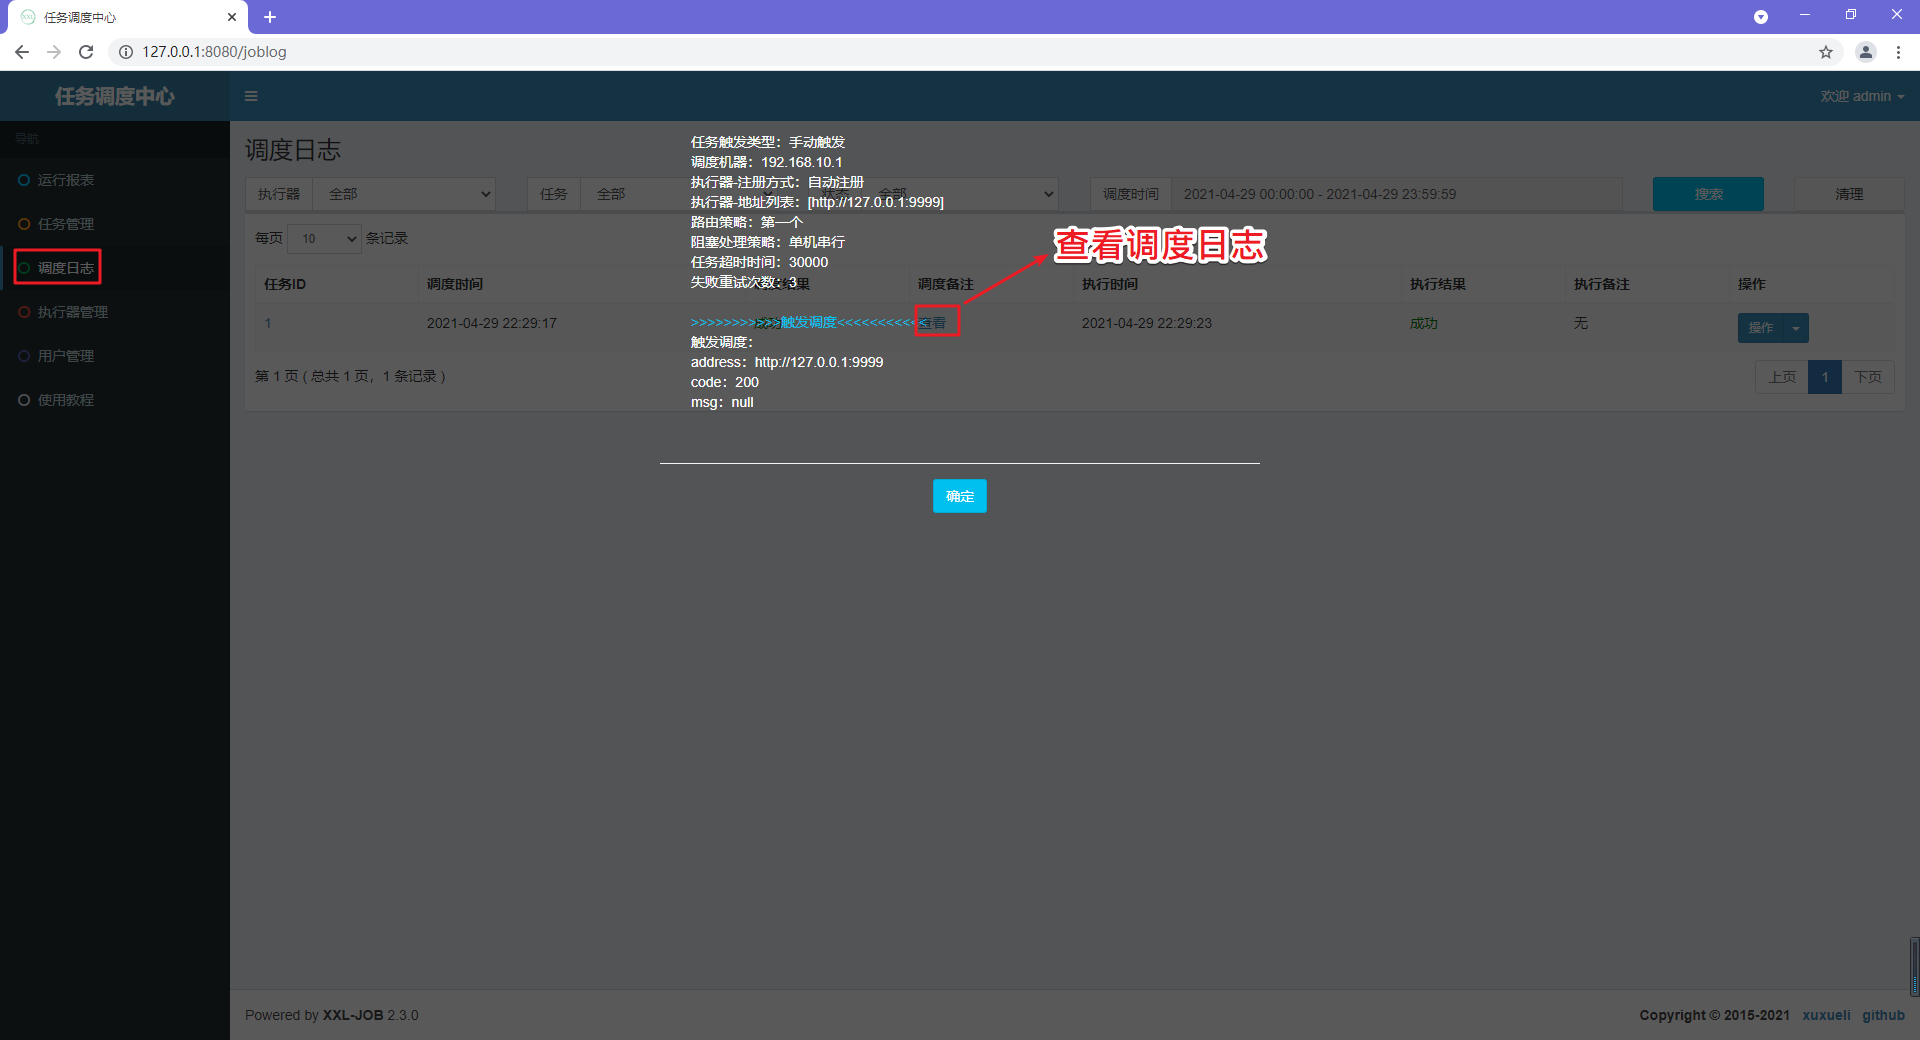 任务调度中心
127.0.0.1:8080/joblog
任务调度中心
欢迎 admin
导航
运行报表
任务管理
调度日志
执行器管理
用户管理
使用教程
调度日志
执行器 全部 任务 全部 状态 全部 调度时间 2021-04-29 00:00:00 - 2021-04-29 23:59:59 搜索 清理
每页 10 条记录
任务ID 调度时间 调度结果 调度备注 执行时间 执行结果 执行备注 操作
1 2021-04-29 22:29:17 成功 查看 2021-04-29 22:29:23 成功 无 操作
第 1 页 ( 总共 1 页，1 条记录 )
上页 1 下页
任务触发类型：手动触发
调度机器：192.168.10.1
执行器-注册方式：自动注册
执行器-地址列表：[http://127.0.0.1:9999]
路由策略：第一个
阻塞处理策略：单机串行
任务超时时间：30000
失败重试次数：3
>>>>>>>>>>>触发调度<<<<<<<<<<<
触发调度：
address：http://127.0.0.1:9999
code：200
msg：null
确定
查看调度日志
Powered by XXL-JOB 2.3.0
Copyright © 2015-2021 xuxueli github